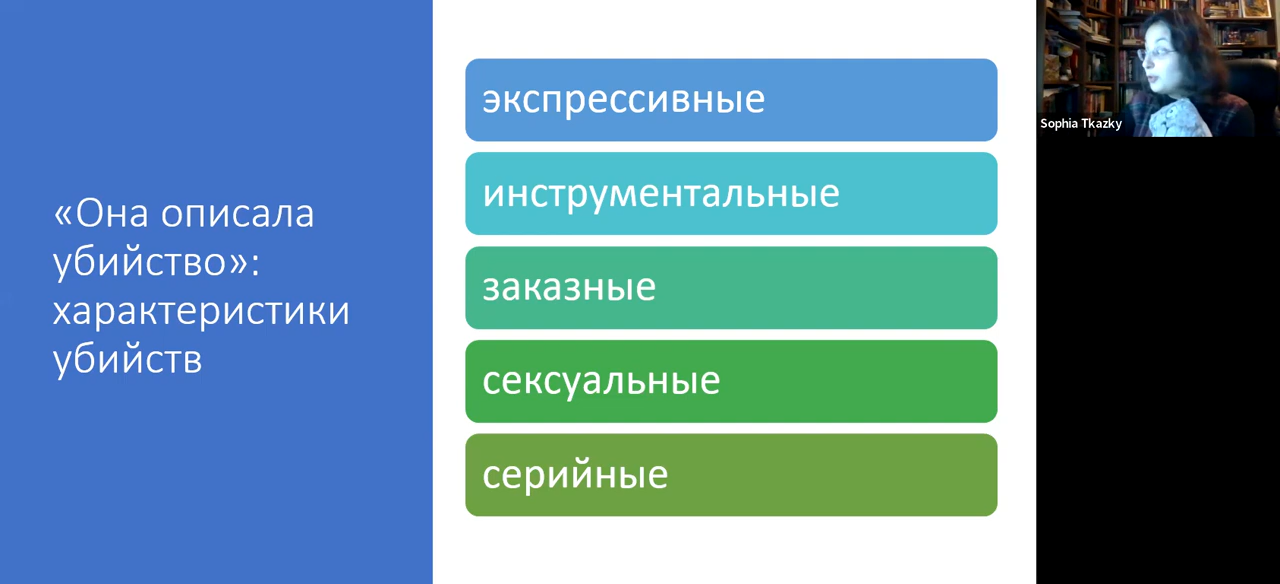 «Она описала
убийство»:
характеристики
убийств
экспрессивные
инструментальные
заказные
сексуальные
серийные
Sophia Tkazky